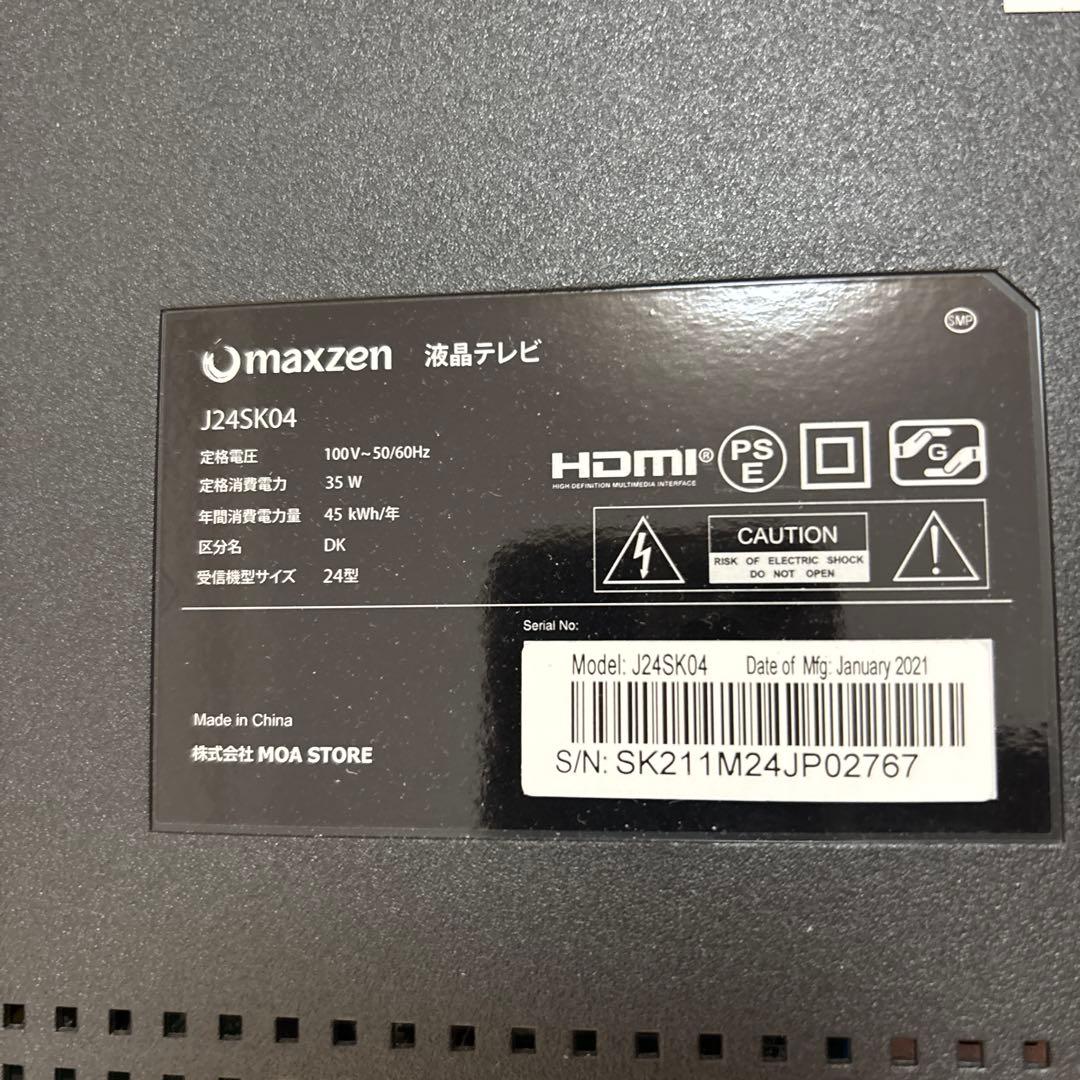 SMP
maxzen 液晶テレビ
J24SK04
定格電圧 100V~50/60Hz
定格消費電力 35 W
年間消費電力量 45 kWh/年
区分名 DK
受信機型サイズ 24型
HDMI®
HIGH-DEFINITION MULTIMEDIA INTERFACE
PS
E
G
CAUTION
RISK OF ELECTRIC SHOCK
DO NOT OPEN
Serial No:
Model: J24SK04 Date of Mfg: January 2021
S/N: SK211M24JP02767
Made in China
株式会社 MOA STORE